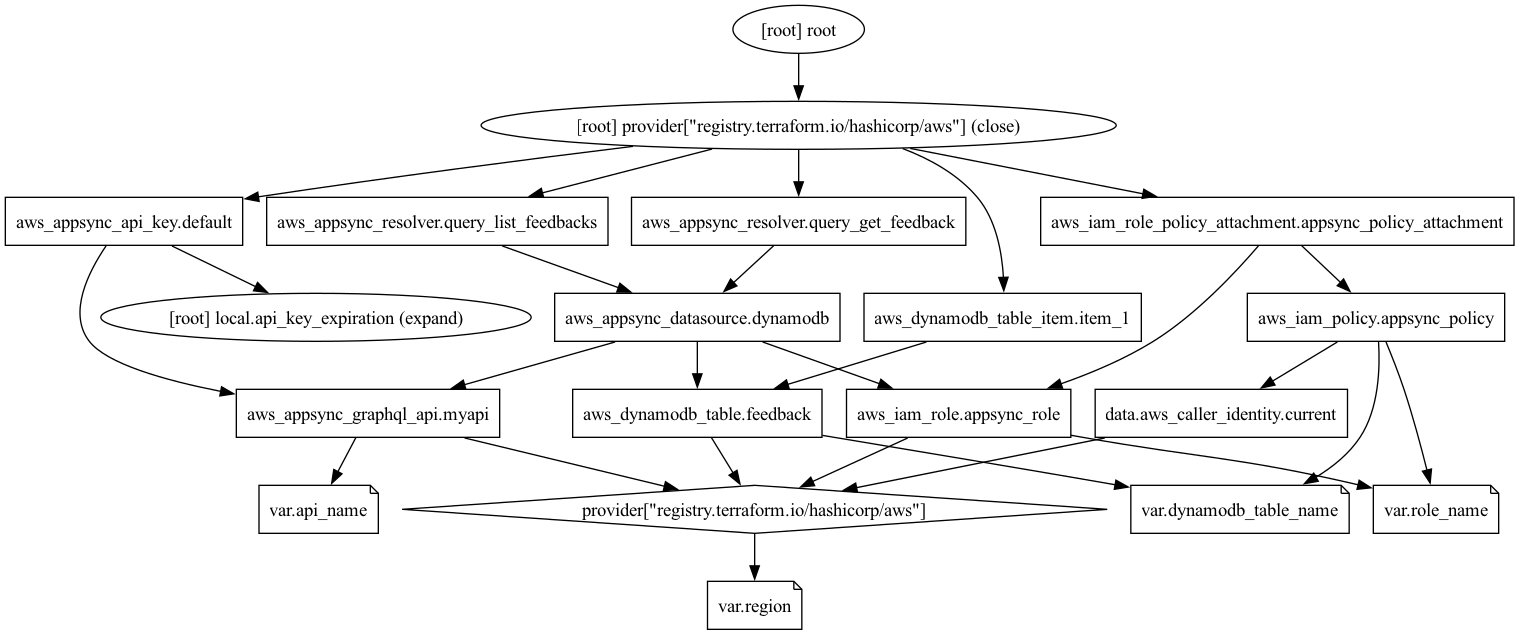 [root] root
[root] provider["registry.terraform.io/hashicorp/aws"] (close)
aws_appsync_api_key.default
aws_appsync_resolver.query_list_feedbacks
aws_appsync_resolver.query_get_feedback
aws_iam_role_policy_attachment.appsync_policy_attachment
[root] local.api_key_expiration (expand)
aws_appsync_datasource.dynamodb
aws_dynamodb_table_item.item_1
aws_iam_policy.appsync_policy
aws_appsync_graphql_api.myapi
aws_dynamodb_table.feedback
aws_iam_role.appsync_role
data.aws_caller_identity.current
var.api_name
provider["registry.terraform.io/hashicorp/aws"]
var.dynamodb_table_name
var.role_name
var.region